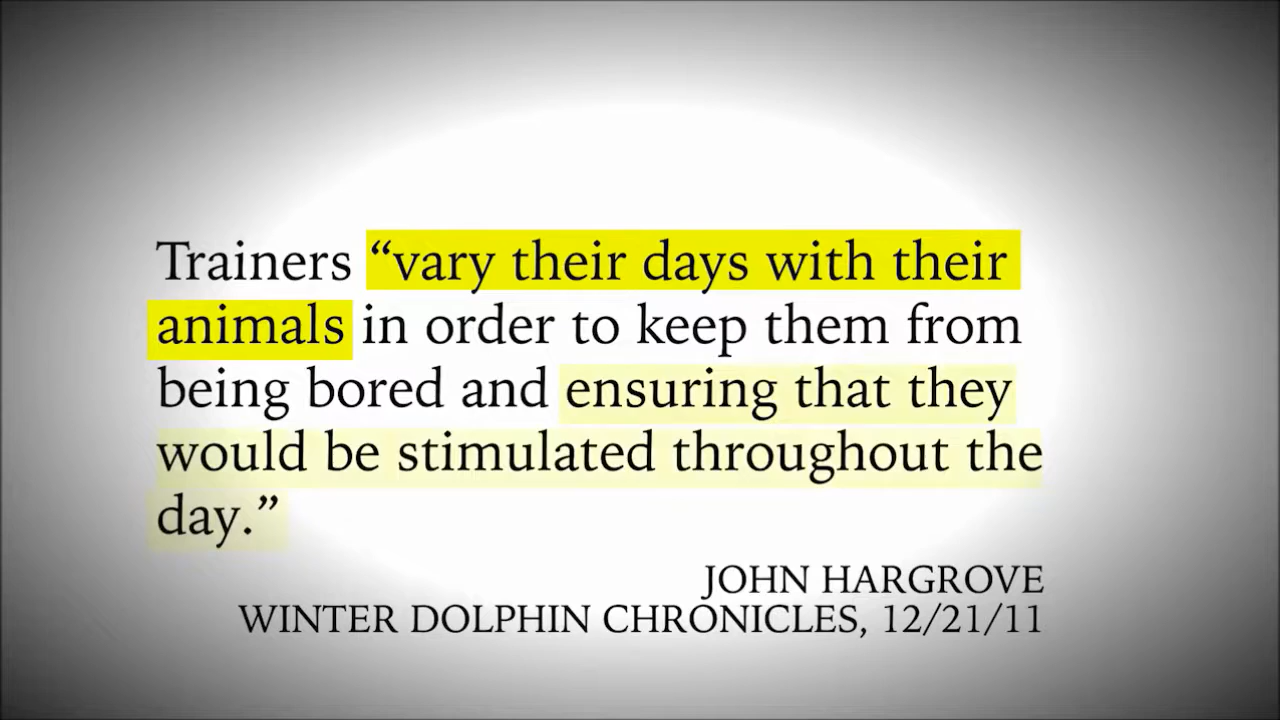 Trainers “vary their days with their
animals in order to keep them from
being bored and ensuring that they
would be stimulated throughout the
day.”
JOHN HARGROVE
WINTER DOLPHIN CHRONICLES, 12/21/11